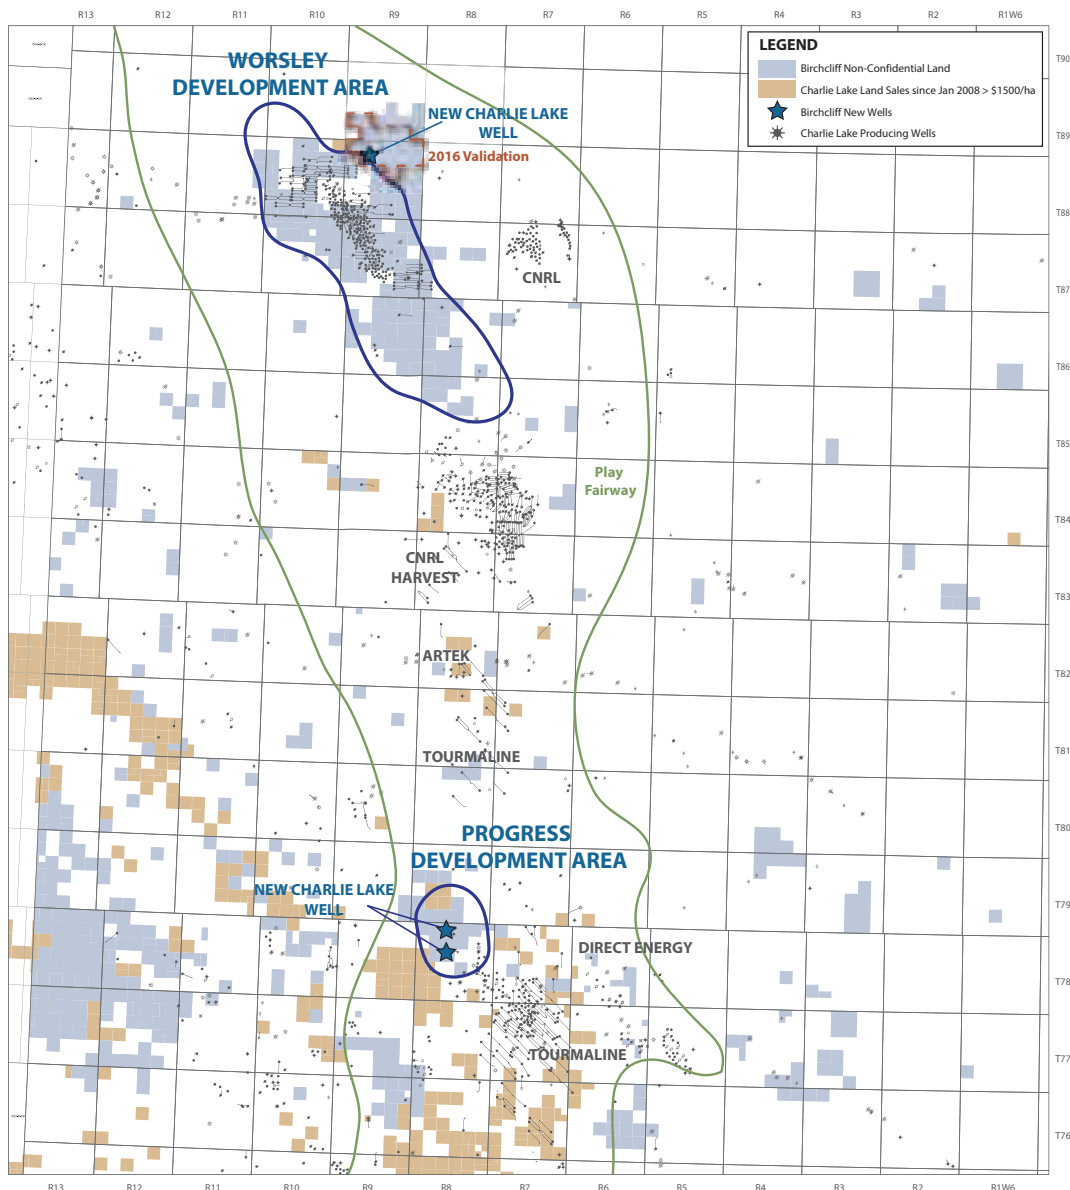 R13 R12 R11 R10 R9 R8 R7 R6 R5 R4 R3 R2 R1W6
LEGEND
Birchcliff Non-Confidential Land
Charlie Lake Land Sales since Jan 2008 > $1500/ha
Birchcliff New Wells
Charlie Lake Producing Wells
WORSLEY
DEVELOPMENT AREA
NEW CHARLIE LAKE
WELL
2016 Validation
CNRL
Play
Fairway
CNRL
HARVEST
ARTEK
TOURMALINE
PROGRESS
DEVELOPMENT AREA
NEW CHARLIE LAKE
WELL
DIRECT ENERGY
TOURMALINE
T90
T89
T88
T87
T86
T85
T84
T83
T82
T81
T80
T79
T78
T77
T76
R13 R12 R11 R10 R9 R8 R7 R6 R5 R4 R3 R2 R1W6